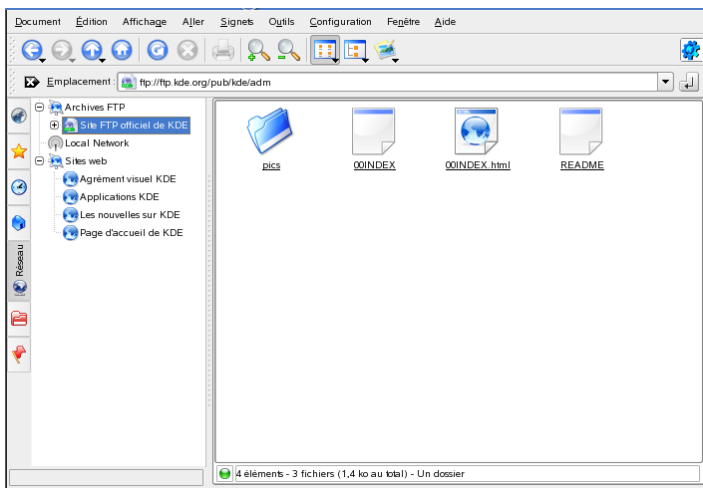 Document Édition Affichage Aller Signets Outils Configuration Fenêtre Aide
Emplacement : ftp://ftp.kde.org/pub/kde/adm
Archives FTP
Site FTP officiel de KDE
Local Network
Sites web
Agrément visuel KDE
Applications KDE
Les nouvelles sur KDE
Page d'accueil de KDE
Réseau
pics 00INDEX 00INDEX.html README
4 éléments - 3 fichiers (1,4 ko au total) - Un dossier